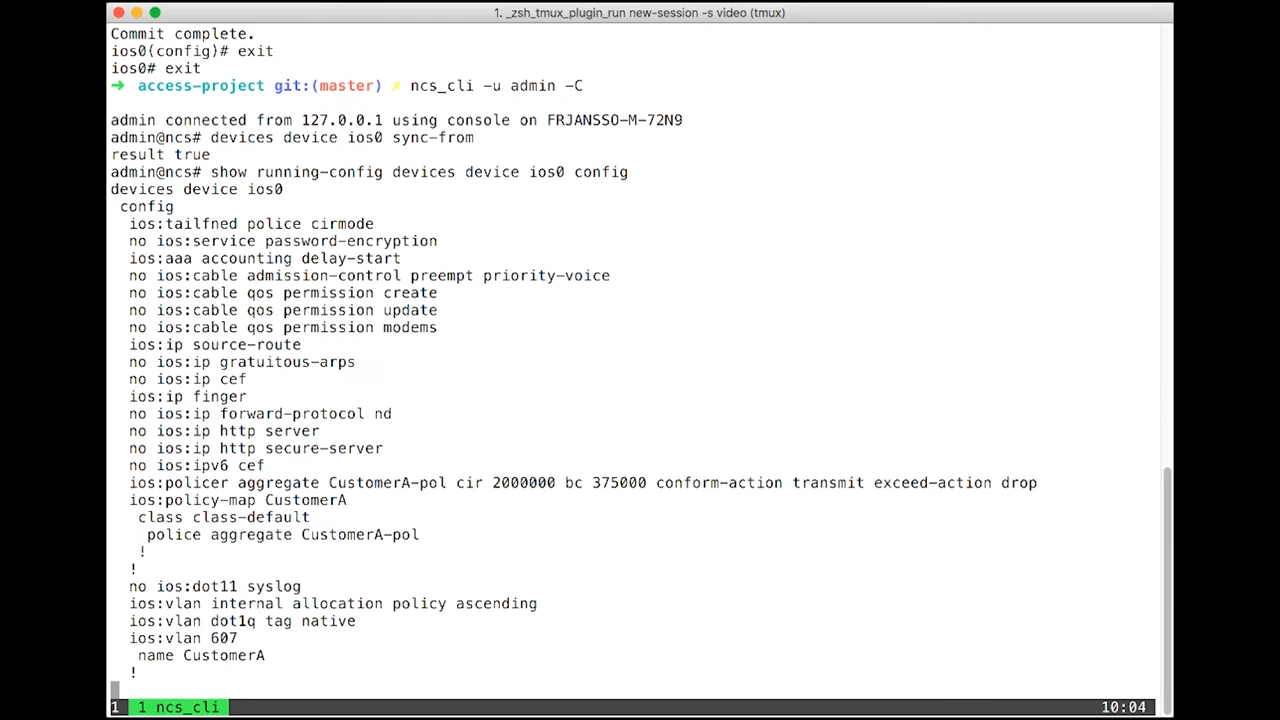 1. _zsh_tmux_plugin_run new-session -s video (tmux)
Commit complete.
ios0(config)# exit
ios0# exit
➜ access-project git:(master) ✗ ncs_cli -u admin -C
admin connected from 127.0.0.1 using console on FRJANSSO-M-72N9
admin@ncs# devices device ios0 sync-from
result true
admin@ncs# show running-config devices device ios0 config
devices device ios0
config
ios:tailfned police cirmode
no ios:service password-encryption
ios:aaa accounting delay-start
no ios:cable admission-control preempt priority-voice
no ios:cable qos permission create
no ios:cable qos permission update
no ios:cable qos permission modems
ios:ip source-route
no ios:ip gratuitous-arps
no ios:ip cef
ios:ip finger
no ios:ip forward-protocol nd
no ios:ip http server
no ios:ip http secure-server
no ios:ipv6 cef
ios:policer aggregate CustomerA-pol cir 2000000 bc 375000 conform-action transmit exceed-action drop
ios:policy-map CustomerA
class class-default
police aggregate CustomerA-pol
!
!
no ios:dot11 syslog
ios:vlan internal allocation policy ascending
ios:vlan dot1q tag native
ios:vlan 607
name CustomerA
!
1 1 ncs_cli 10:04